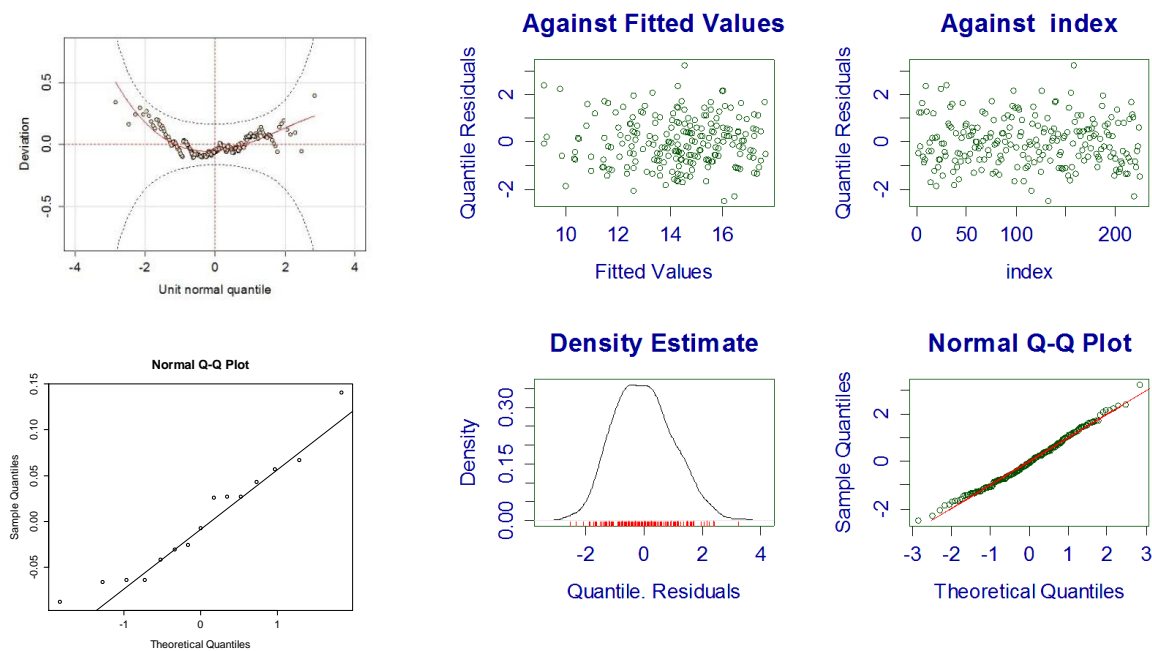 0.5
0.0
-0.5
Deviation
-4 -2 0 2 4
Unit normal quantile
Against Fitted Values
2
0
-2
Quantile Residuals
10 12 14 16
Fitted Values
Against index
2
0
-2
Quantile Residuals
0 50 100 200
index
Normal Q-Q Plot
0.15
0.10
0.05
0.00
-0.05
Sample Quantiles
-1 0 1
Theoretical Quantiles
Density Estimate
0.30
0.15
0.00
Density
-2 0 2 4
Quantile. Residuals
Normal Q-Q Plot
2
0
-2
Sample Quantiles
-3 -2 -1 0 1 2 3
Theoretical Quantiles